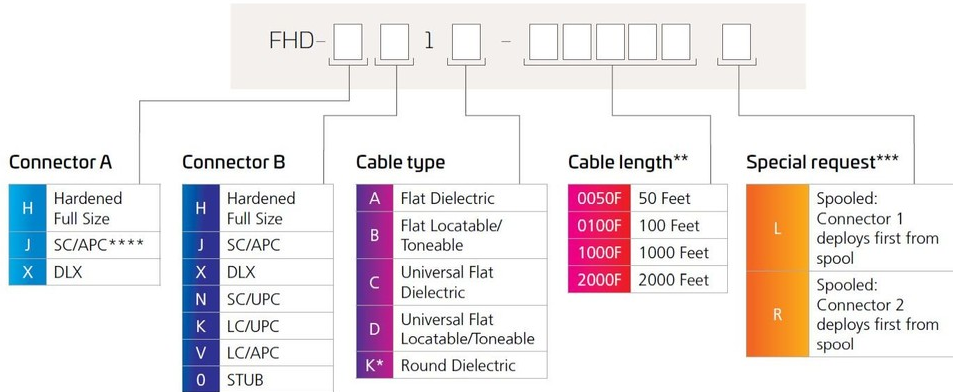 FHD- 1 -
Connector A
H Hardened
Full Size
J SC/APC****
X DLX
Connector B
H Hardened
Full Size
J SC/APC
X DLX
N SC/UPC
K LC/UPC
V LC/APC
0 STUB
Cable type
A Flat Dielectric
B Flat Locatable/
Toneable
C Universal Flat
Dielectric
D Universal Flat
Locatable/Toneable
K* Round Dielectric
Cable length**
0050F 50 Feet
0100F 100 Feet
1000F 1000 Feet
2000F 2000 Feet
Special request***
L Spooled:
Connector 1
deploys first from
spool
R Spooled:
Connector 2
deploys first from
spool